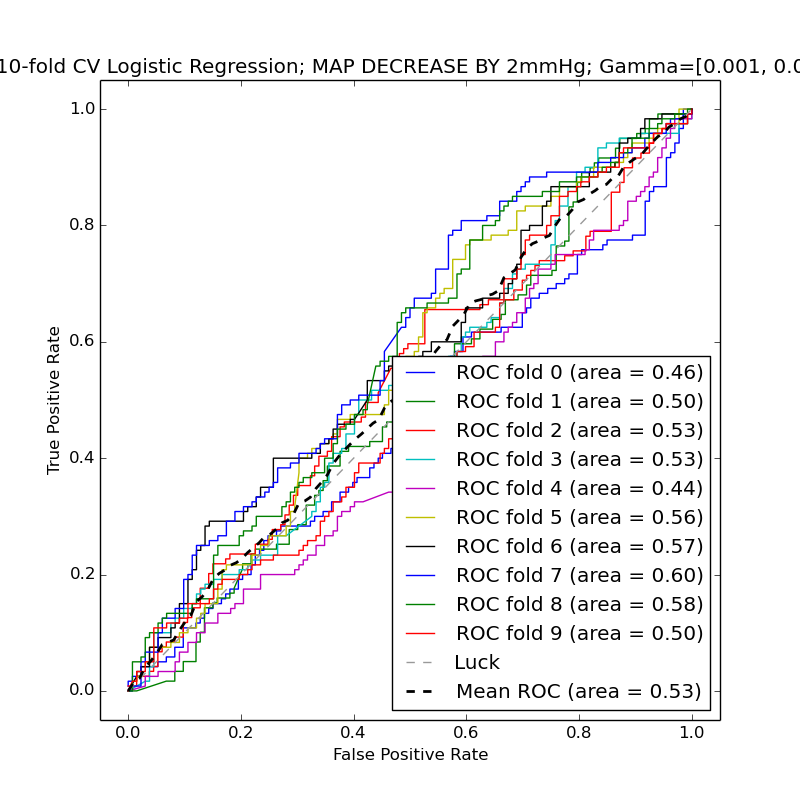 10-fold CV Logistic Regression; MAP DECREASE BY 2mmHg; Gamma=[0.001, 0.0
1.0
0.8
0.6
0.4
0.2
0.0
True Positive Rate
ROC fold 0 (area = 0.46)
ROC fold 1 (area = 0.50)
ROC fold 2 (area = 0.53)
ROC fold 3 (area = 0.53)
ROC fold 4 (area = 0.44)
ROC fold 5 (area = 0.56)
ROC fold 6 (area = 0.57)
ROC fold 7 (area = 0.60)
ROC fold 8 (area = 0.58)
ROC fold 9 (area = 0.50)
Luck
Mean ROC (area = 0.53)
0.0 0.2 0.4 0.6 0.8 1.0
False Positive Rate